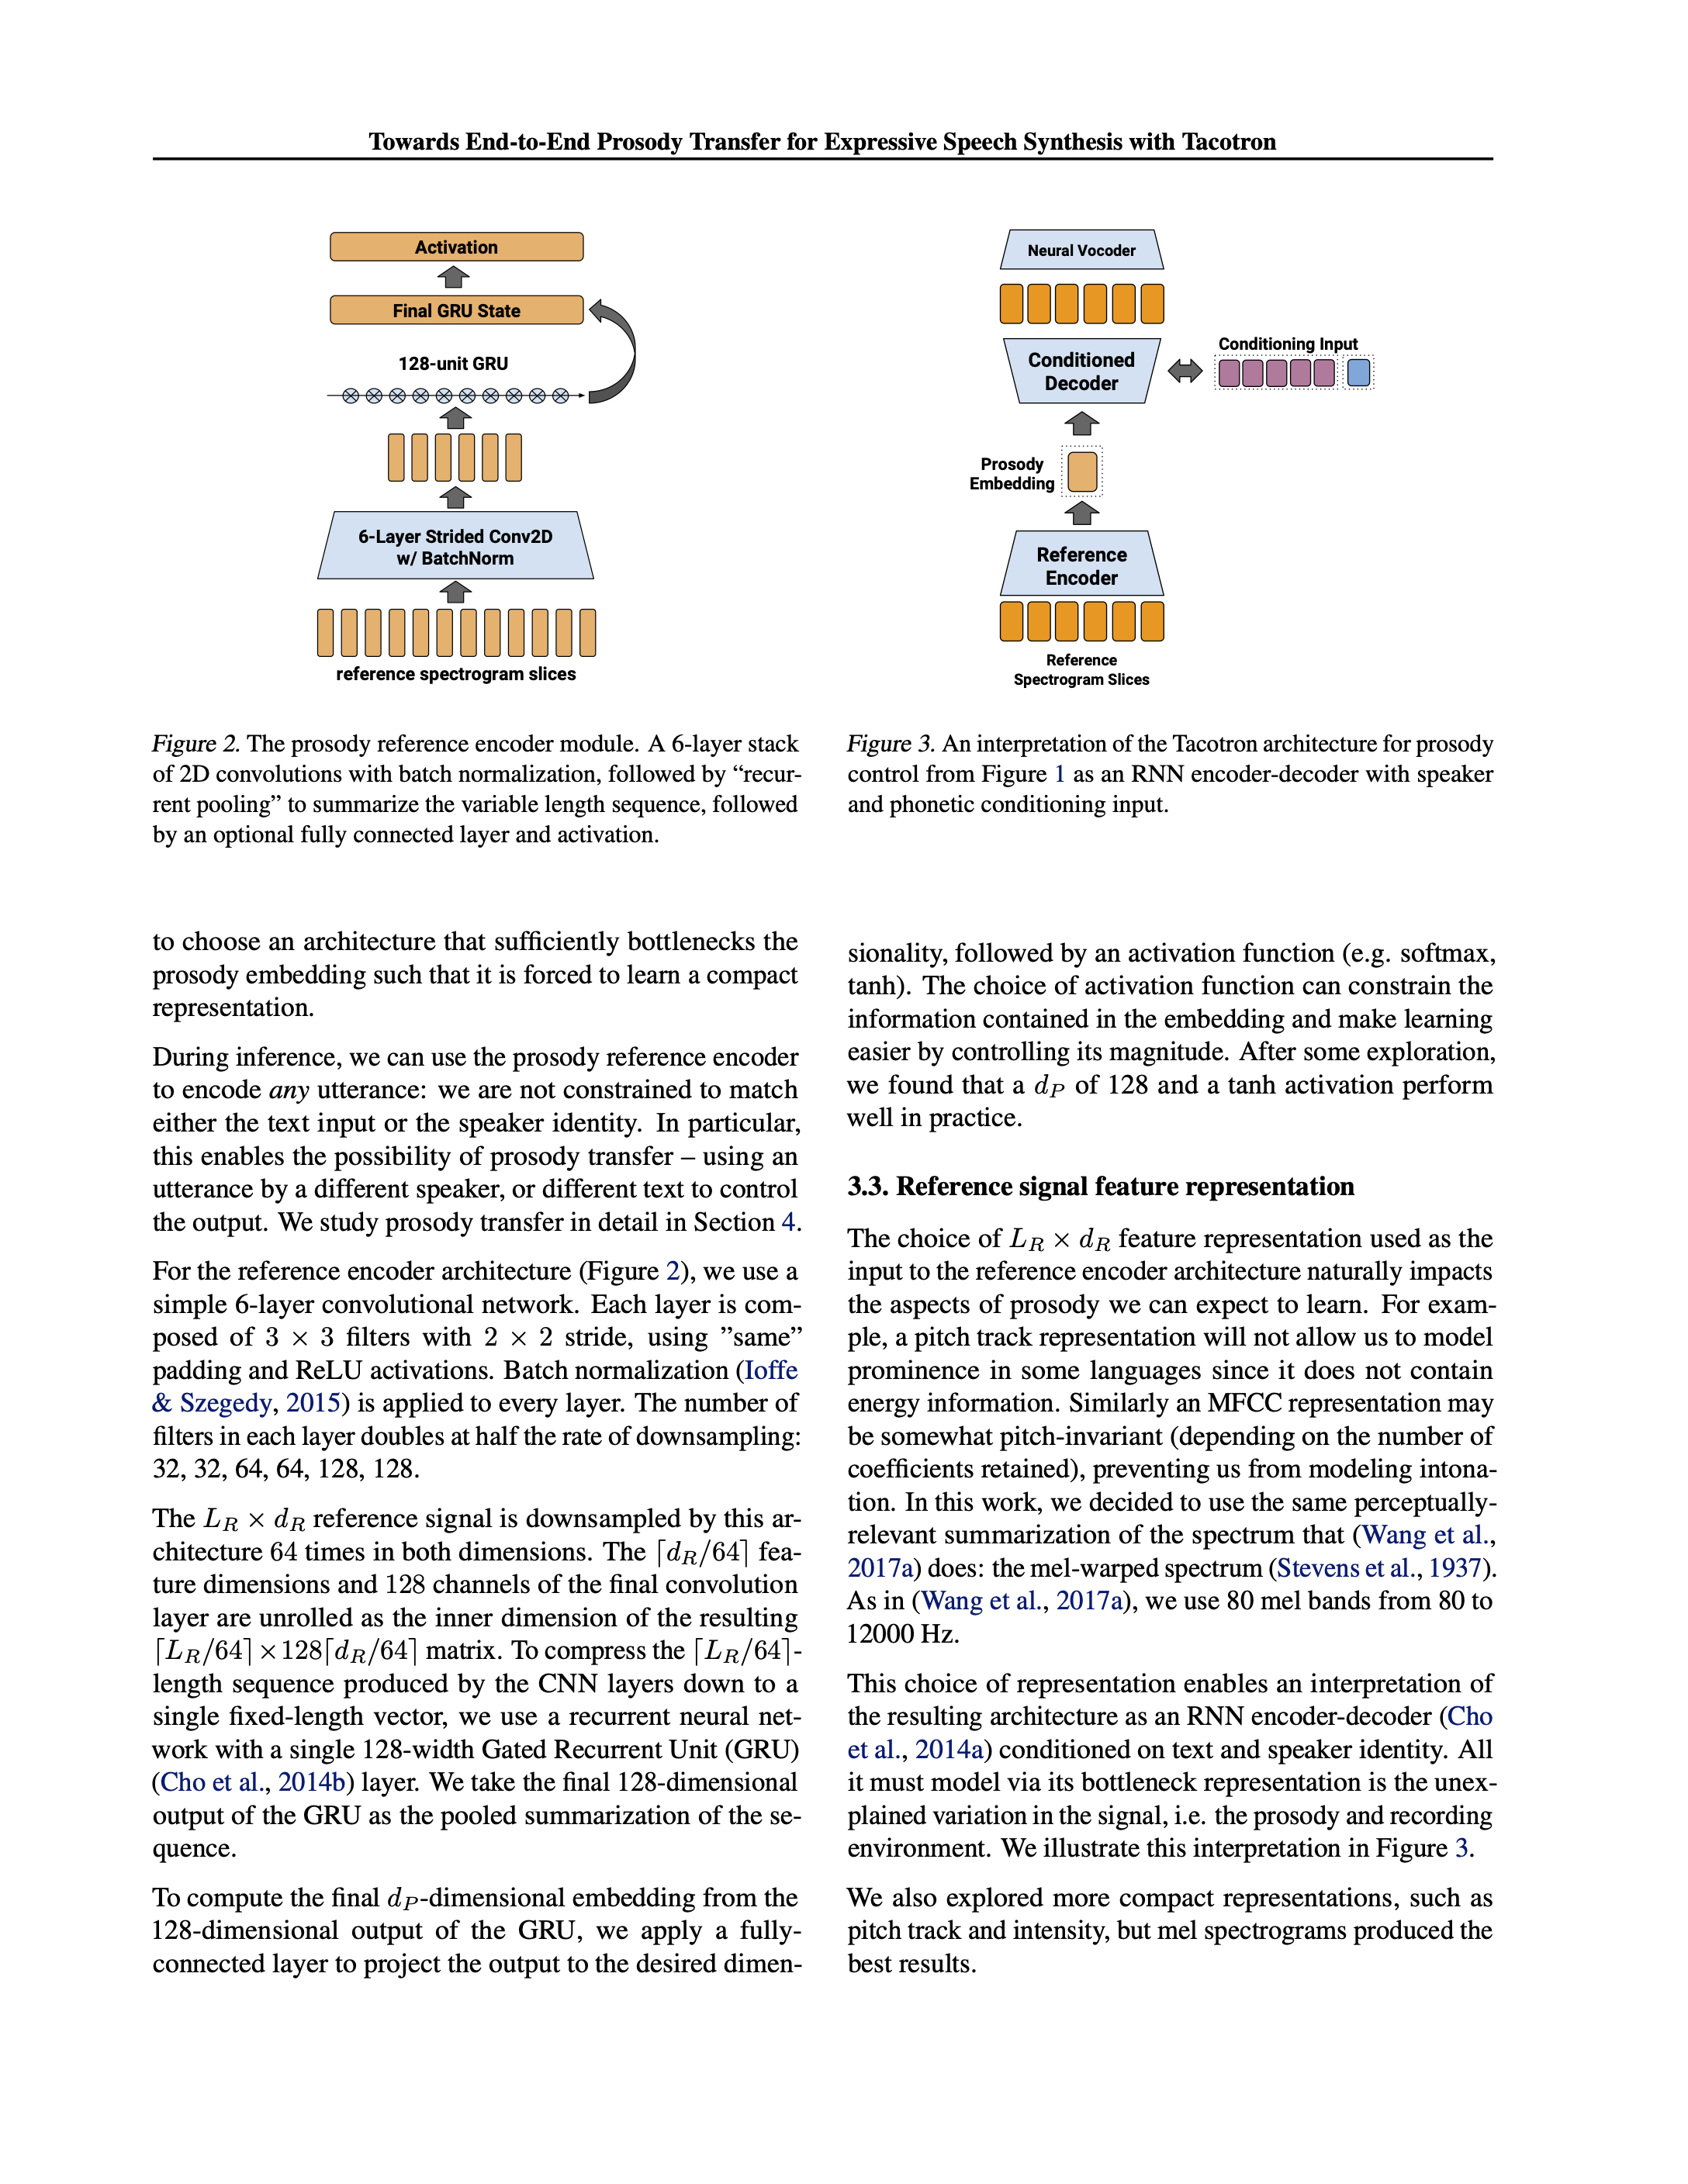 Towards End-to-End Prosody Transfer for Expressive Speech Synthesis with Tacotron
Activation
Final GRU State
128-unit GRU
6-Layer Strided Conv2D
w/ BatchNorm
reference spectrogram slices
Figure 2. The prosody reference encoder module. A 6-layer stack
of 2D convolutions with batch normalization, followed by “recur-
rent pooling” to summarize the variable length sequence, followed
by an optional fully connected layer and activation.
Neural Vocoder
Conditioned
Decoder
Conditioning Input
Prosody
Embedding
Reference
Encoder
Reference
Spectrogram Slices
Figure 3. An interpretation of the Tacotron architecture for prosody
control from Figure 1 as an RNN encoder-decoder with speaker
and phonetic conditioning input.
to choose an architecture that sufficiently bottlenecks the
prosody embedding such that it is forced to learn a compact
representation.
During inference, we can use the prosody reference encoder
to encode any utterance: we are not constrained to match
either the text input or the speaker identity. In particular,
this enables the possibility of prosody transfer – using an
utterance by a different speaker, or different text to control
the output. We study prosody transfer in detail in Section 4.
For the reference encoder architecture (Figure 2), we use a
simple 6-layer convolutional network. Each layer is com-
posed of 3 × 3 filters with 2 × 2 stride, using ”same”
padding and ReLU activations. Batch normalization (Ioffe
& Szegedy, 2015) is applied to every layer. The number of
filters in each layer doubles at half the rate of downsampling:
32, 32, 64, 64, 128, 128.
The L_R × d_R reference signal is downsampled by this ar-
chitecture 64 times in both dimensions. The ⌈d_R/64⌉ fea-
ture dimensions and 128 channels of the final convolution
layer are unrolled as the inner dimension of the resulting
⌈L_R/64⌉ × 128⌈d_R/64⌉ matrix. To compress the ⌈L_R/64⌉-
length sequence produced by the CNN layers down to a
single fixed-length vector, we use a recurrent neural net-
work with a single 128-width Gated Recurrent Unit (GRU)
(Cho et al., 2014b) layer. We take the final 128-dimensional
output of the GRU as the pooled summarization of the se-
quence.
To compute the final d_P-dimensional embedding from the
128-dimensional output of the GRU, we apply a fully-
connected layer to project the output to the desired dimen-
sionality, followed by an activation function (e.g. softmax,
tanh). The choice of activation function can constrain the
information contained in the embedding and make learning
easier by controlling its magnitude. After some exploration,
we found that a d_P of 128 and a tanh activation perform
well in practice.
3.3. Reference signal feature representation
The choice of L_R × d_R feature representation used as the
input to the reference encoder architecture naturally impacts
the aspects of prosody we can expect to learn. For exam-
ple, a pitch track representation will not allow us to model
prominence in some languages since it does not contain
energy information. Similarly an MFCC representation may
be somewhat pitch-invariant (depending on the number of
coefficients retained), preventing us from modeling intona-
tion. In this work, we decided to use the same perceptually-
relevant summarization of the spectrum that (Wang et al.,
2017a) does: the mel-warped spectrum (Stevens et al., 1937).
As in (Wang et al., 2017a), we use 80 mel bands from 80 to
12000 Hz.
This choice of representation enables an interpretation of
the resulting architecture as an RNN encoder-decoder (Cho
et al., 2014a) conditioned on text and speaker identity. All
it must model via its bottleneck representation is the unex-
plained variation in the signal, i.e. the prosody and recording
environment. We illustrate this interpretation in Figure 3.
We also explored more compact representations, such as
pitch track and intensity, but mel spectrograms produced the
best results.